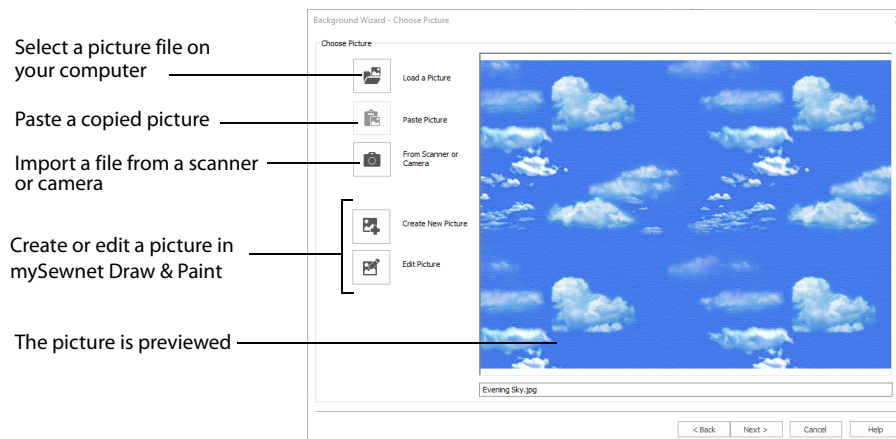 Background Wizard - Choose Picture
Choose Picture
Select a picture file on
your computer
Load a Picture
Paste a copied picture
Paste Picture
Import a file from a scanner
or camera
From Scanner or
Camera
Create or edit a picture in
mySewnet Draw & Paint
Create New Picture
Edit Picture
The picture is previewed
Evening Sky.jpg
< Back
Next >
Cancel
Help